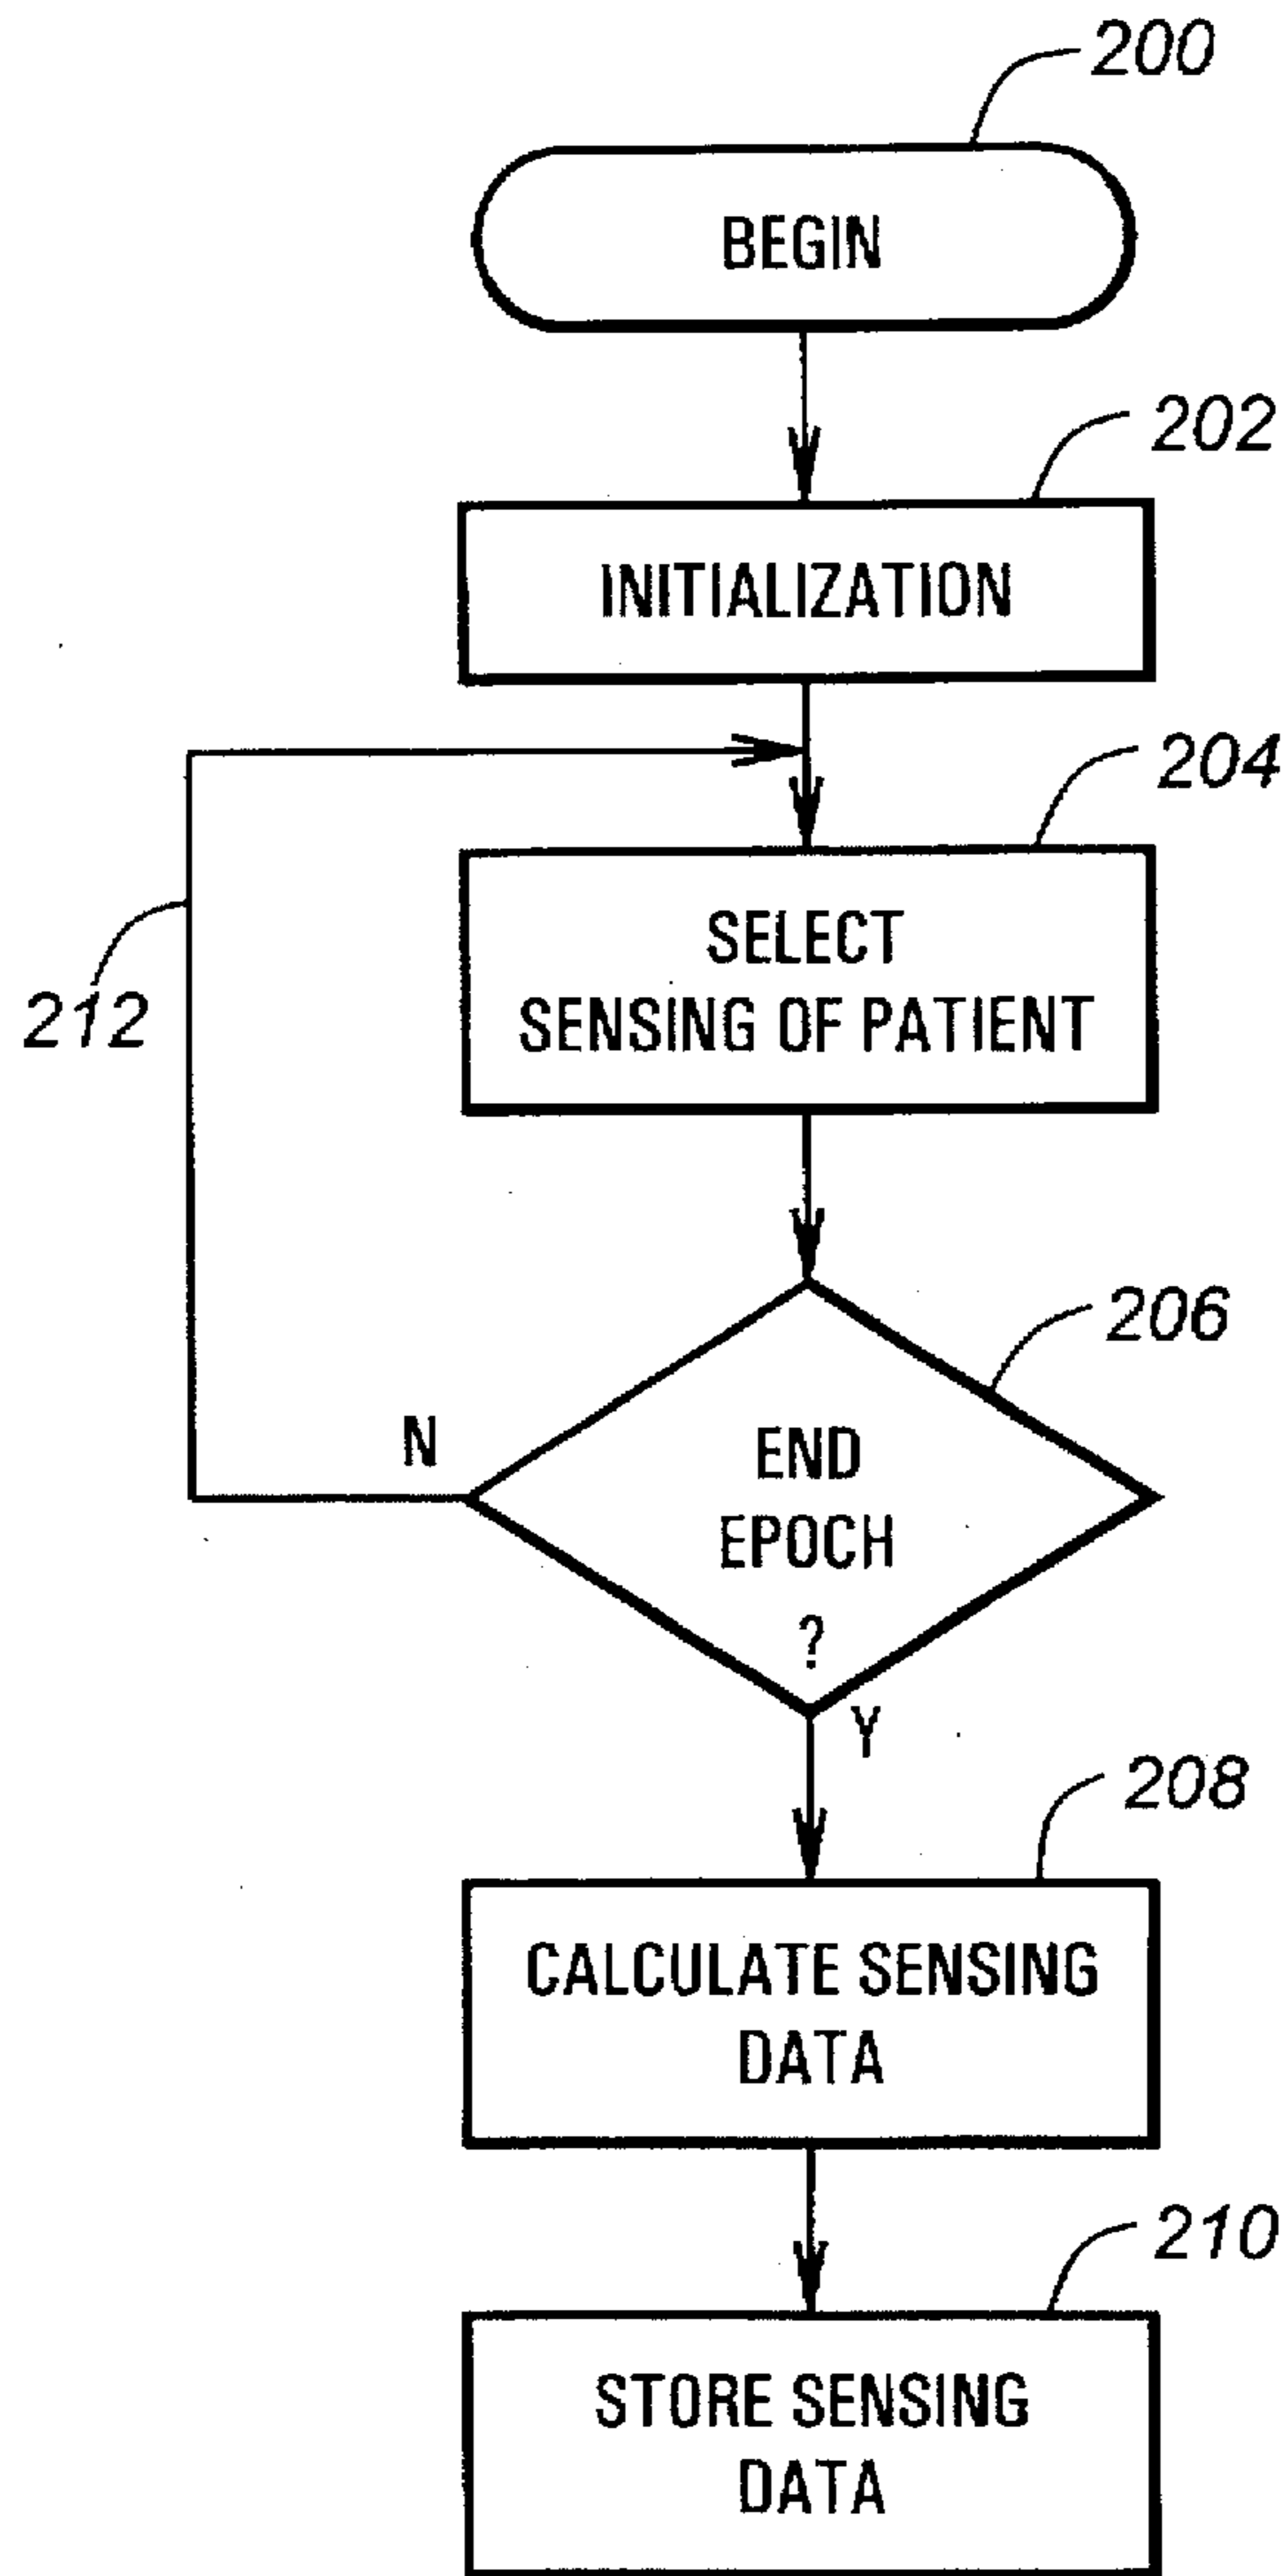 200
BEGIN
202
INITIALIZATION
204
SELECT
SENSING OF PATIENT
212
206
N
END
EPOCH
?
Y
208
CALCULATE SENSING
DATA
210
STORE SENSING
DATA